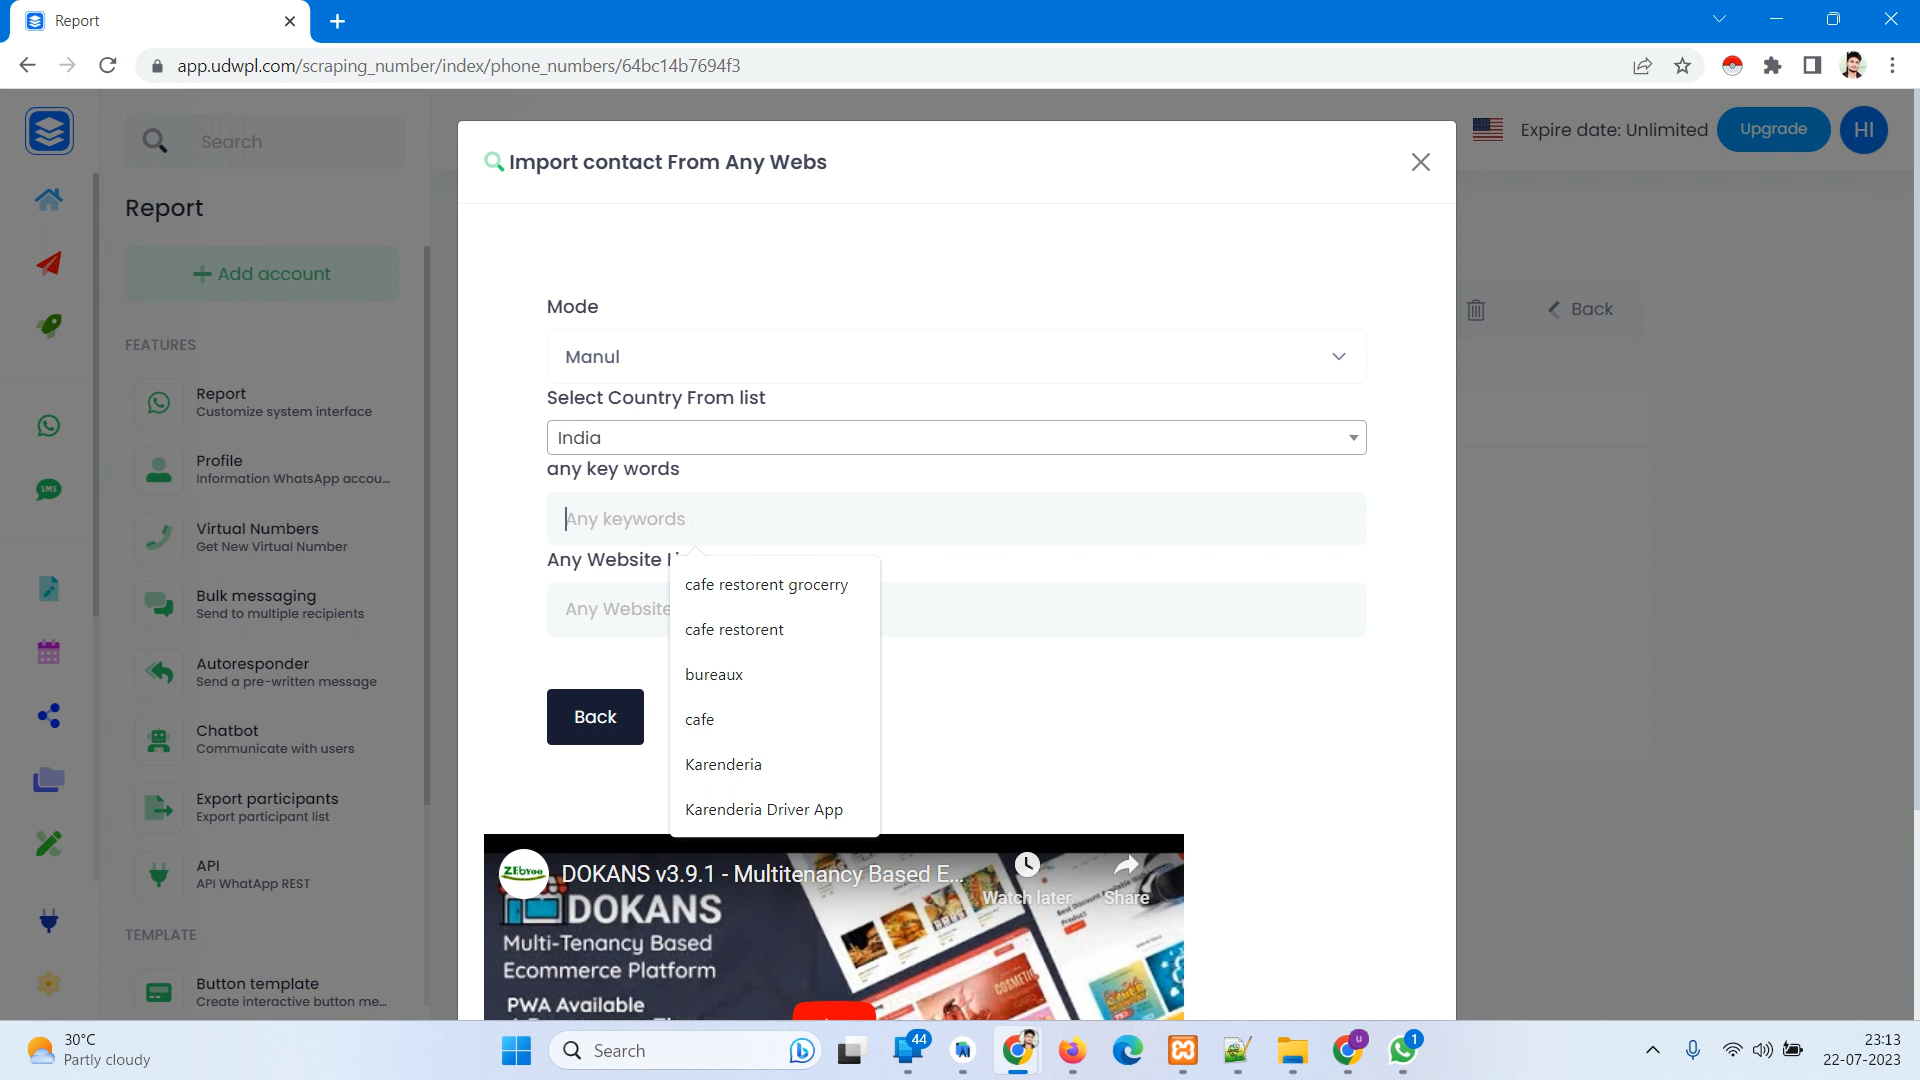 Report
app.udwpl.com/scraping_number/index/phone_numbers/64bc14b7694f3
Search
Expire date: Unlimited
Upgrade
HI
Import contact From Any Webs
Report
Add account
Back
FEATURES
Report
Customize system interface
Profile
Information WhatsApp accou...
Virtual Numbers
Get New Virtual Number
Bulk messaging
Send to multiple recipients
Autoresponder
Send a pre-written message
Chatbot
Communicate with users
Export participants
Export participant list
API
API WhatApp REST
TEMPLATE
Button template
Create interactive button me...
SMS
Mode
Manul
Select Country From list
India
any key words
Any keywords
Any Website
Any Website
cafe restorent grocerry
cafe restorent
bureaux
cafe
Karenderia
Karenderia Driver App
Back
ZEbYoo
DOKANS v3.9.1 - Multitenancy Based E...
Watch later
Share
DOKANS
Multi-Tenancy Based
Ecommerce Platform
PWA Available
COSMETIC
30°C
Partly cloudy
Search
44
u
1
23:13
22-07-2023